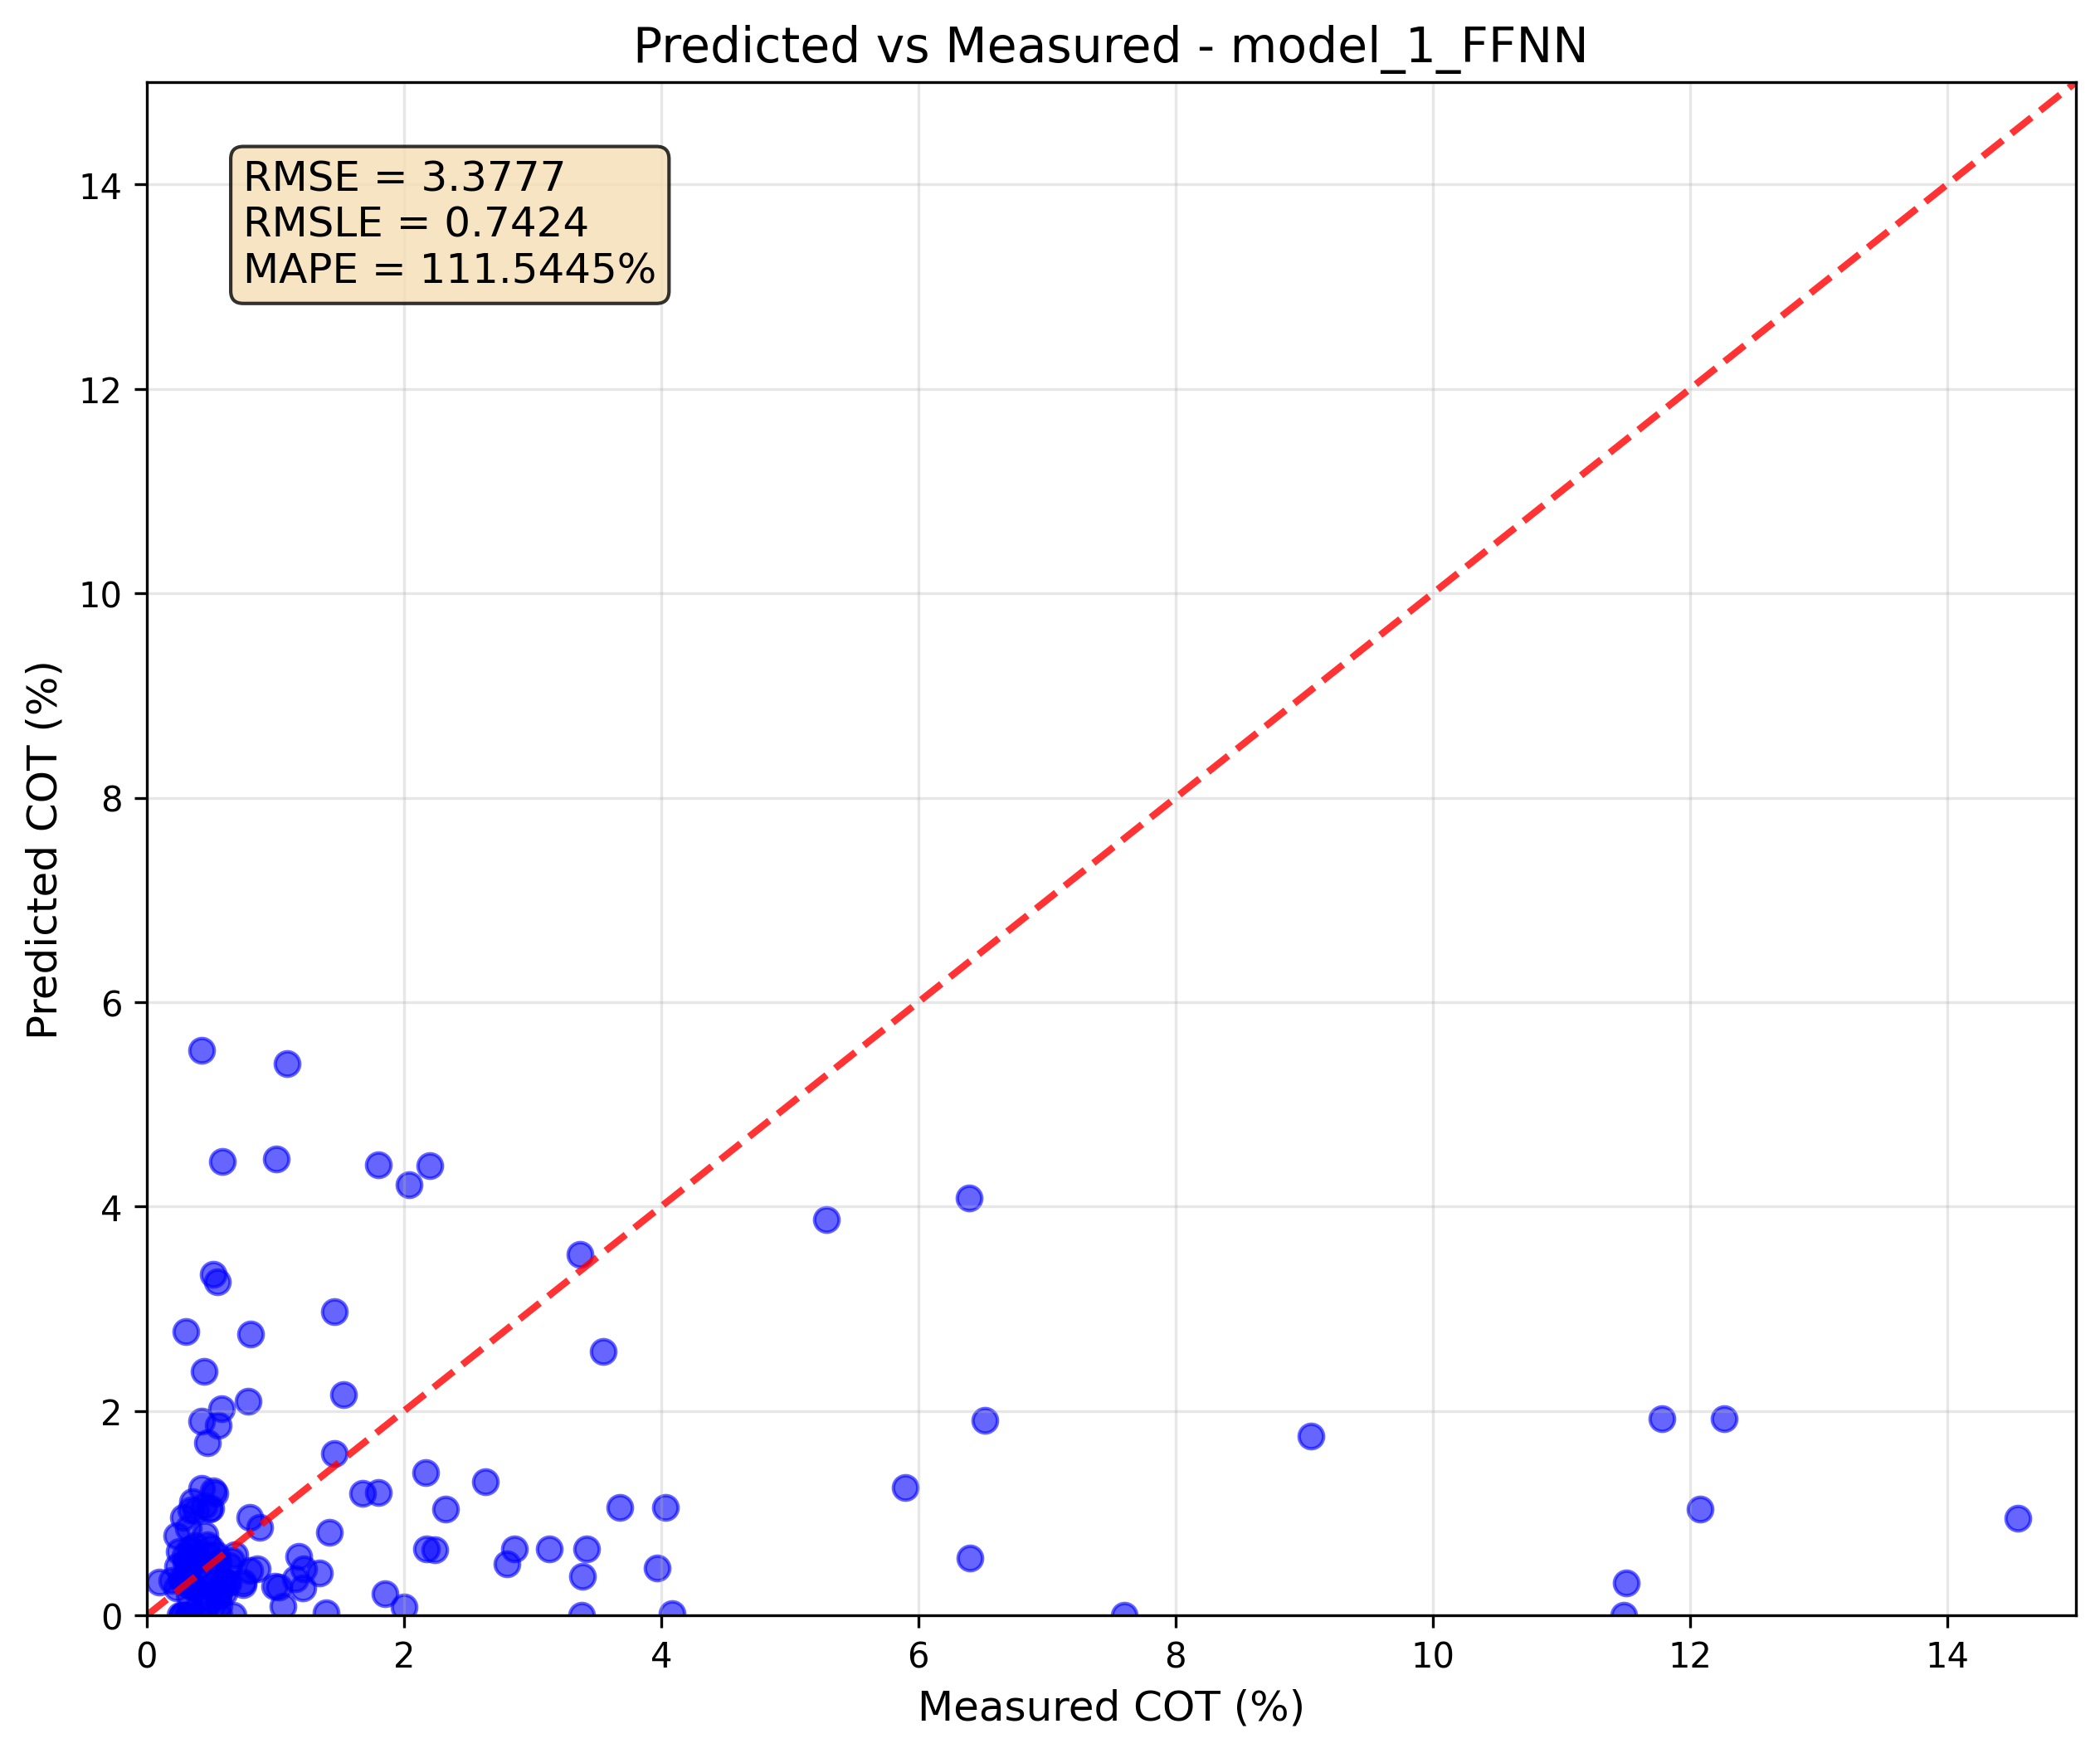 Predicted vs Measured - model_1_FFNN
RMSE = 3.3777
RMSLE = 0.7424
MAPE = 111.5445%
Predicted COT (%)
14
12
10
8
6
4
2
0
0 2 4 6 8 10 12 14
Measured COT (%)